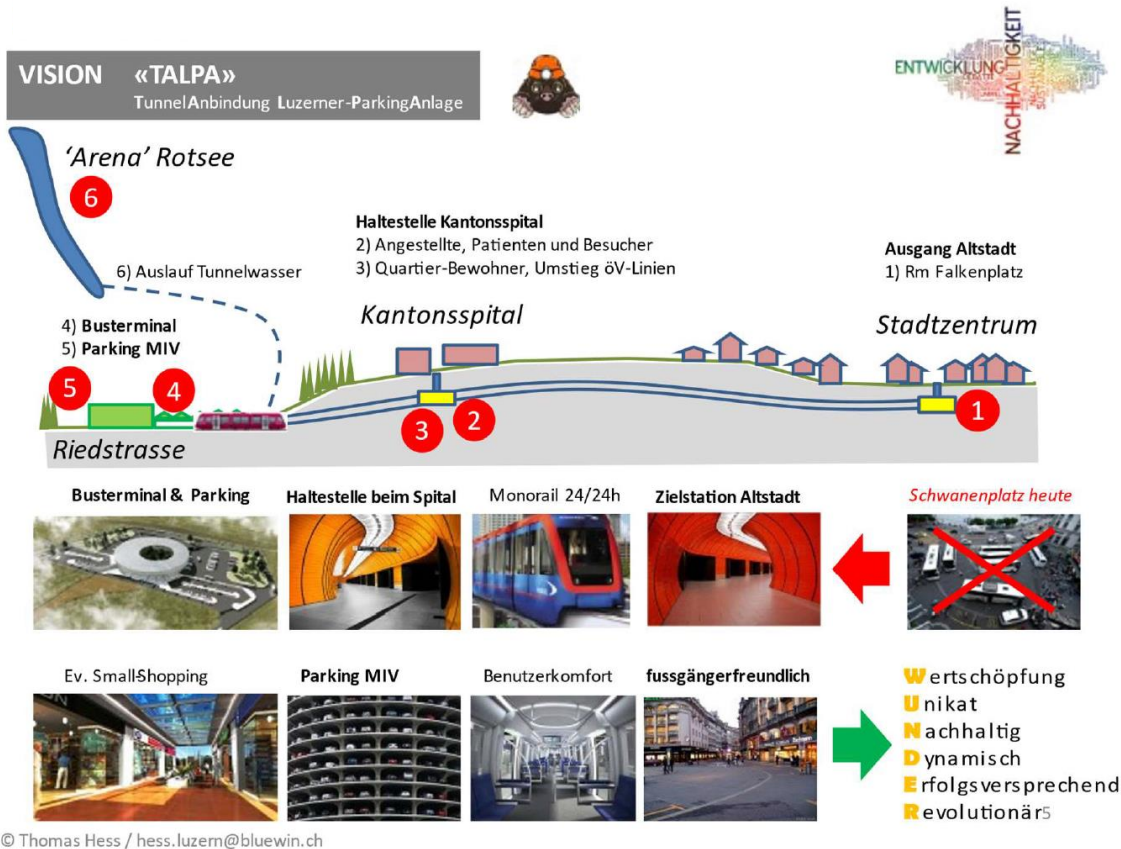 VISION «TALPA»
TunnelAnbindung Luzerner-ParkingAnlage
ENTWICKLUNG
NACHHALTIGKEIT
'Arena' Rotsee
6
6) Auslauf Tunnelwasser
Haltestelle Kantonsspital
2) Angestellte, Patienten und Besucher
3) Quartier-Bewohner, Umstieg öV-Linien
Ausgang Altstadt
1) Rm Falkenplatz
4) Busterminal
5) Parking MIV
Kantonsspital
Stadtzentrum
5
4
3
2
1
Riedstrasse
Busterminal & Parking
Haltestelle beim Spital
Monorail 24/24h
Zielstation Altstadt
Schwanenplatz heute
Ev. Small-Shopping
Parking MIV
Benutzerkomfort
fussgängerfreundlich
Wertschöpfung
Unikat
Nachhaltig
Dynamisch
Erfolgsversprechend
Revolutionär5
© Thomas Hess / hess.luzern@bluewin.ch